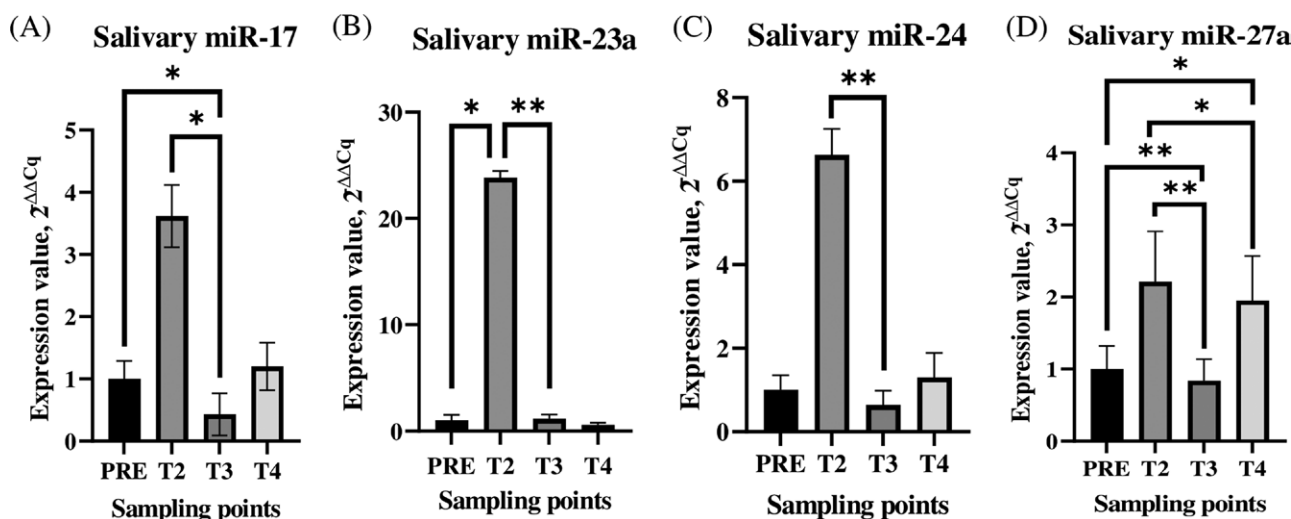 (A) Salivary miR-17
Expression value, 2^-ΔΔCq
5
4
3
2
1
0
* 
*
PRE T2 T3 T4
Sampling points
(B) Salivary miR-23a
Expression value, 2^-ΔΔCq
30
20
10
0
* **
PRE T2 T3 T4
Sampling points
(C) Salivary miR-24
Expression value, 2^-ΔΔCq
8
6
4
2
0
**
PRE T2 T3 T4
Sampling points
(D) Salivary miR-27a
Expression value, 2^-ΔΔCq
4
3
2
1
0
*
*
**
**
PRE T2 T3 T4
Sampling points